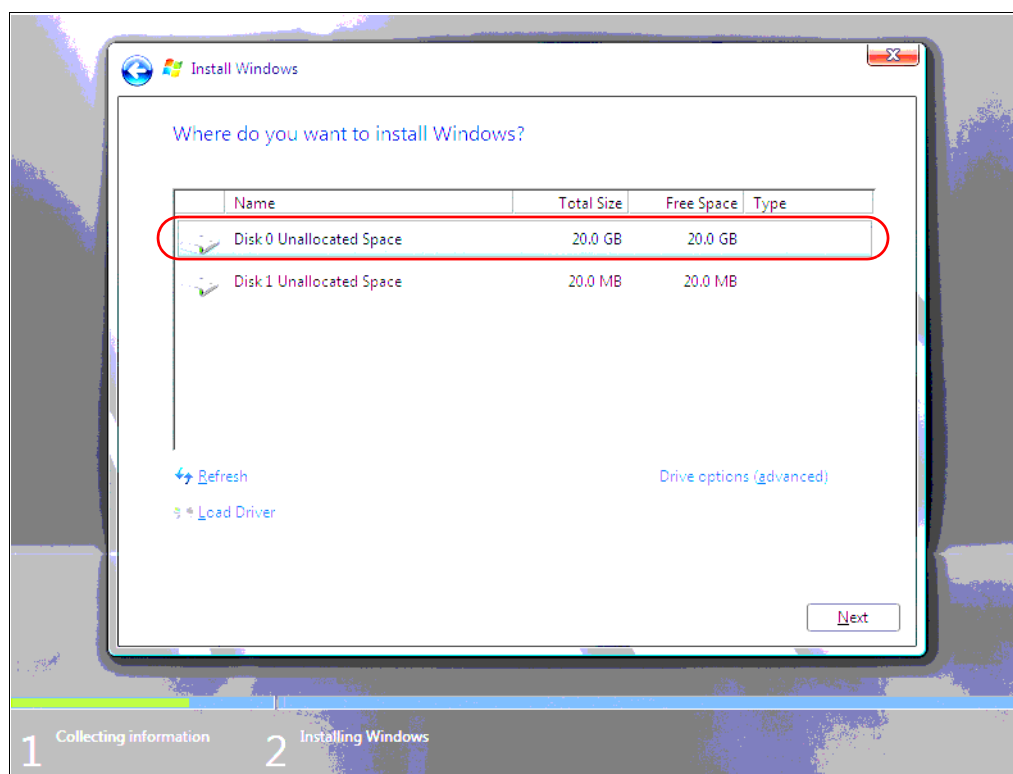 Install Windows
Where do you want to install Windows?
Name Total Size Free Space Type
Disk 0 Unallocated Space 20.0 GB 20.0 GB
Disk 1 Unallocated Space 20.0 MB 20.0 MB
Refresh Drive options (advanced)
Load Driver
Next
1 Collecting information 2 Installing Windows